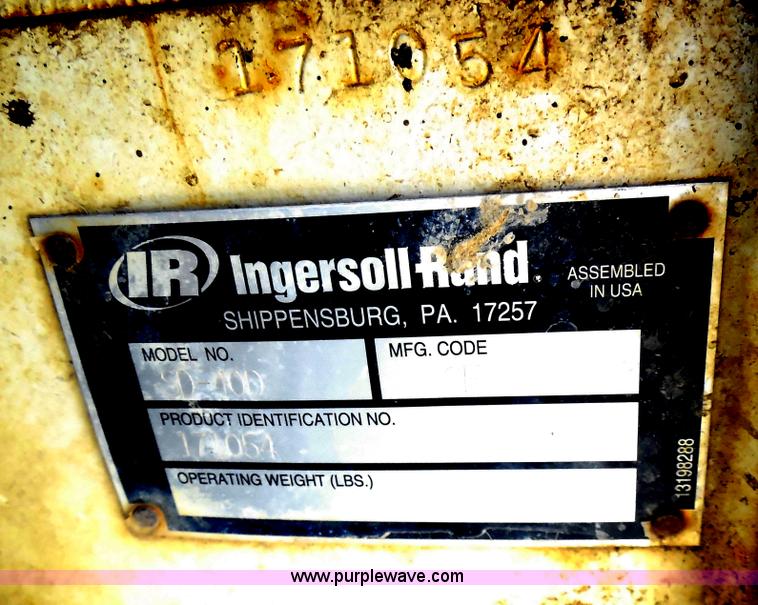 171054
IR Ingersoll-Rand®
ASSEMBLED
IN USA
SHIPPENSBURG, PA. 17257
MODEL NO.
SD-100
MFG. CODE
PRODUCT IDENTIFICATION NO.
171054
OPERATING WEIGHT (LBS.)
13198288
www.purplewave.com